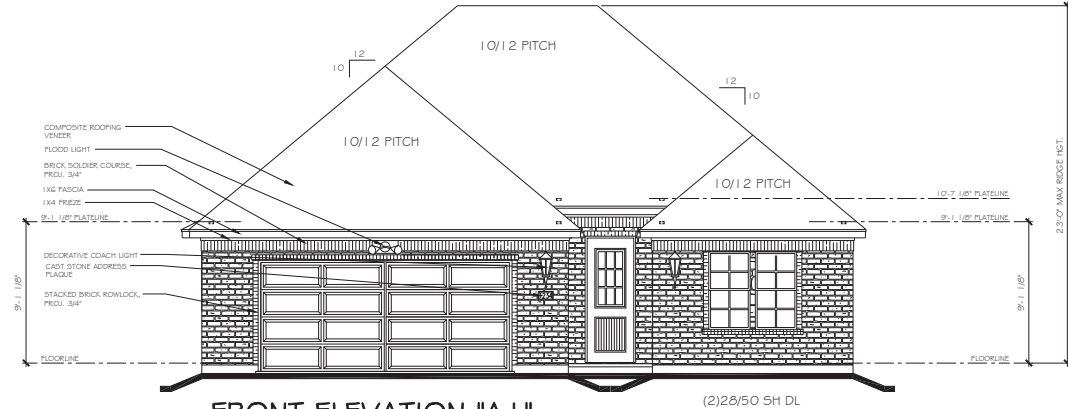 10/12 PITCH
12
10
12
10
10/12 PITCH
10/12 PITCH
COMPOSITE ROOFING
VENEER
FLOOD LIGHT
BRICK SOLDIER COURSE,
PROJ. 3/4"
1X6 FASCIA
1X4 FRIEZE
9'-1 1/8" PLATELINE
10'-7 1/8" PLATELINE
9'-1 1/8" PLATELINE
23'-0" MAX RIDGE HGT.
DECORATIVE COACH LIGHT
CAST STONE ADDRESS
PLAQUE
STACKED BRICK ROWLOCK,
PROJ. 3/4"
9'-1 1/8"
9'-1 1/8"
FLOORLINE
FLOORLINE
(2)28/50 SH DL
FRONT ELEVATION